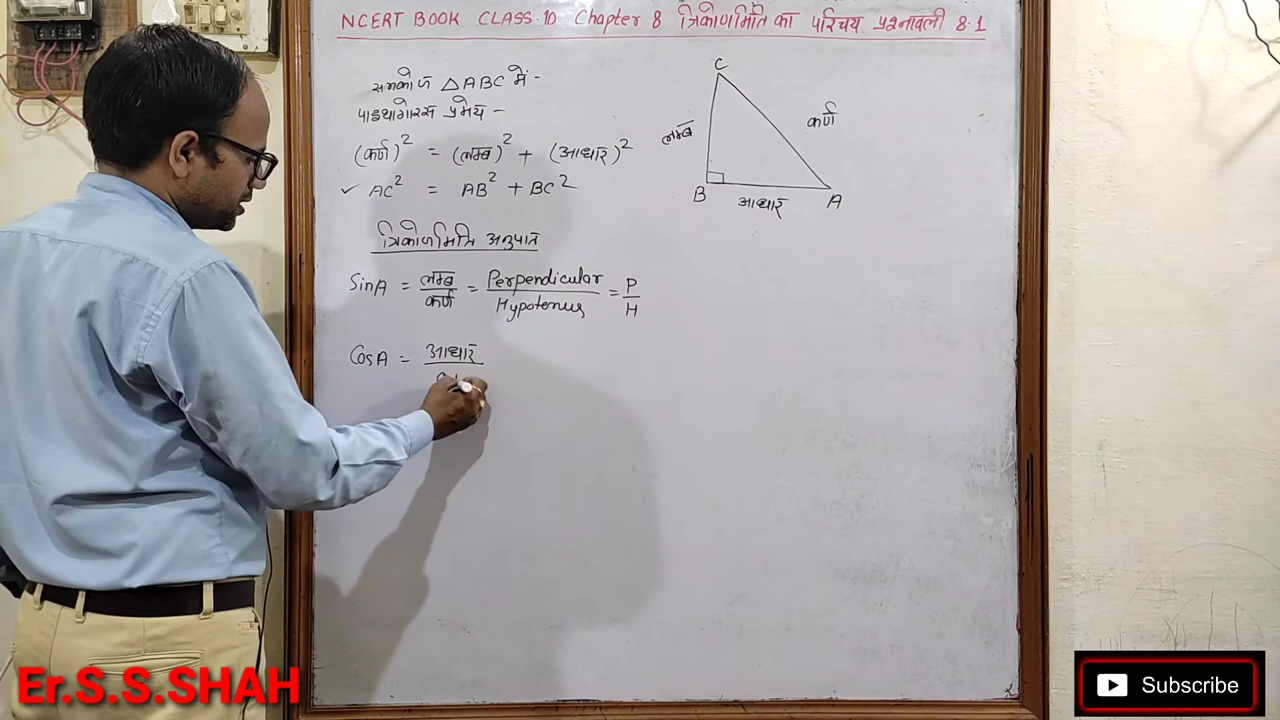 NCERT BOOK CLASS.10 Chapter 8 त्रिकोणमिति का परिचय प्रश्नावली 8.1
समकोण △ABC में -
पाइथागोरस प्रमेय -
(कर्ण)² = (लम्ब)² + (आधार)²
✓ AC² = AB² + BC²
त्रिकोणमिति अनुपात
SinA = लम्ब/कर्ण = Perpendicular/Hypotenus = P/H
CosA = आधार/
C
लम्ब
कर्ण
B
आधार
A
Er.S.S.SHAH
Subscribe